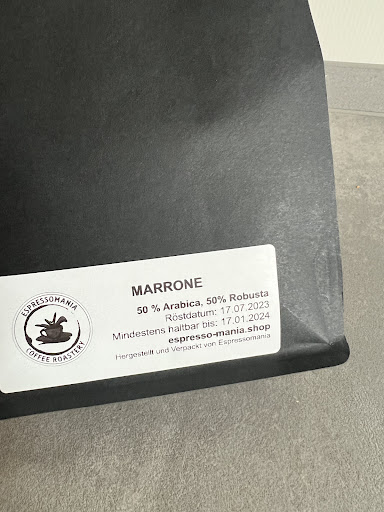 ESPRESSOMANIA
COFFEE ROASTERY
MARRONE
50 % Arabica, 50% Robusta
Röstdatum: 17.07.2023
Mindestens haltbar bis: 17.01.2024
espresso-mania.shop
Hergestellt und Verpackt von Espressomania